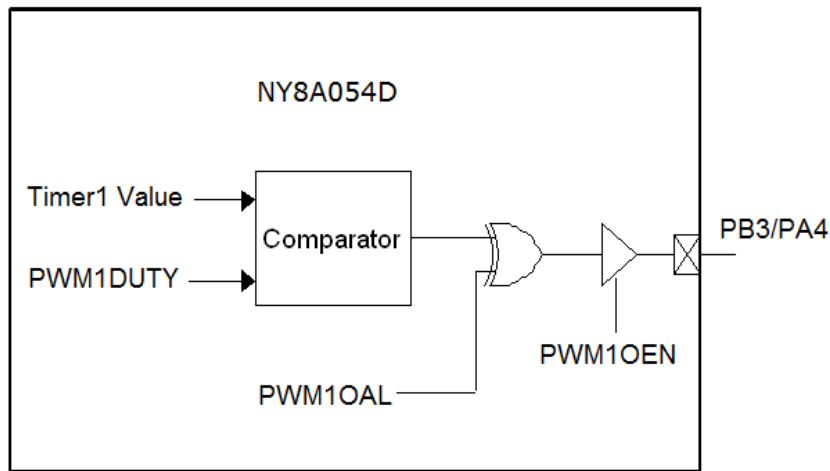 NY8A054D
Timer1 Value
Comparator
PB3/PA4
PWM1DUTY
PWM1OEN
PWM1OAL